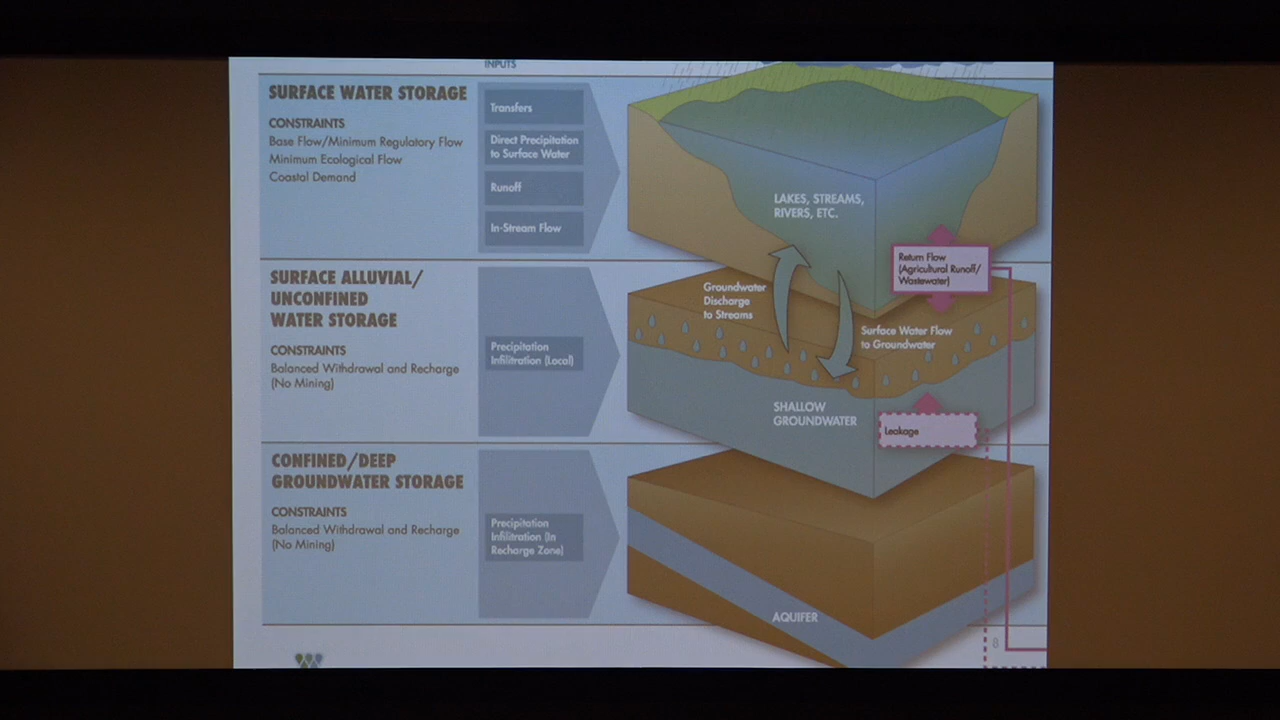 INPUTS
SURFACE WATER STORAGE
CONSTRAINTS
Base Flow/Minimum Regulatory Flow
Minimum Ecological Flow
Coastal Demand
Transfers
Direct Precipitation
to Surface Water
Runoff
In-Stream Flow
LAKES, STREAMS,
RIVERS, ETC.
Return Flow
(Agricultural Runoff/
Wastewater)
SURFACE ALLUVIAL/
UNCONFINED
WATER STORAGE
CONSTRAINTS
Balanced Withdrawal and Recharge
(No Mining)
Precipitation
Infiltration (Local)
Groundwater
Discharge
to Streams
Surface Water Flow
to Groundwater
SHALLOW
GROUNDWATER
Leakage
CONFINED/DEEP
GROUNDWATER STORAGE
CONSTRAINTS
Balanced Withdrawal and Recharge
(No Mining)
Precipitation
Infiltration (In
Recharge Zone)
AQUIFER
8